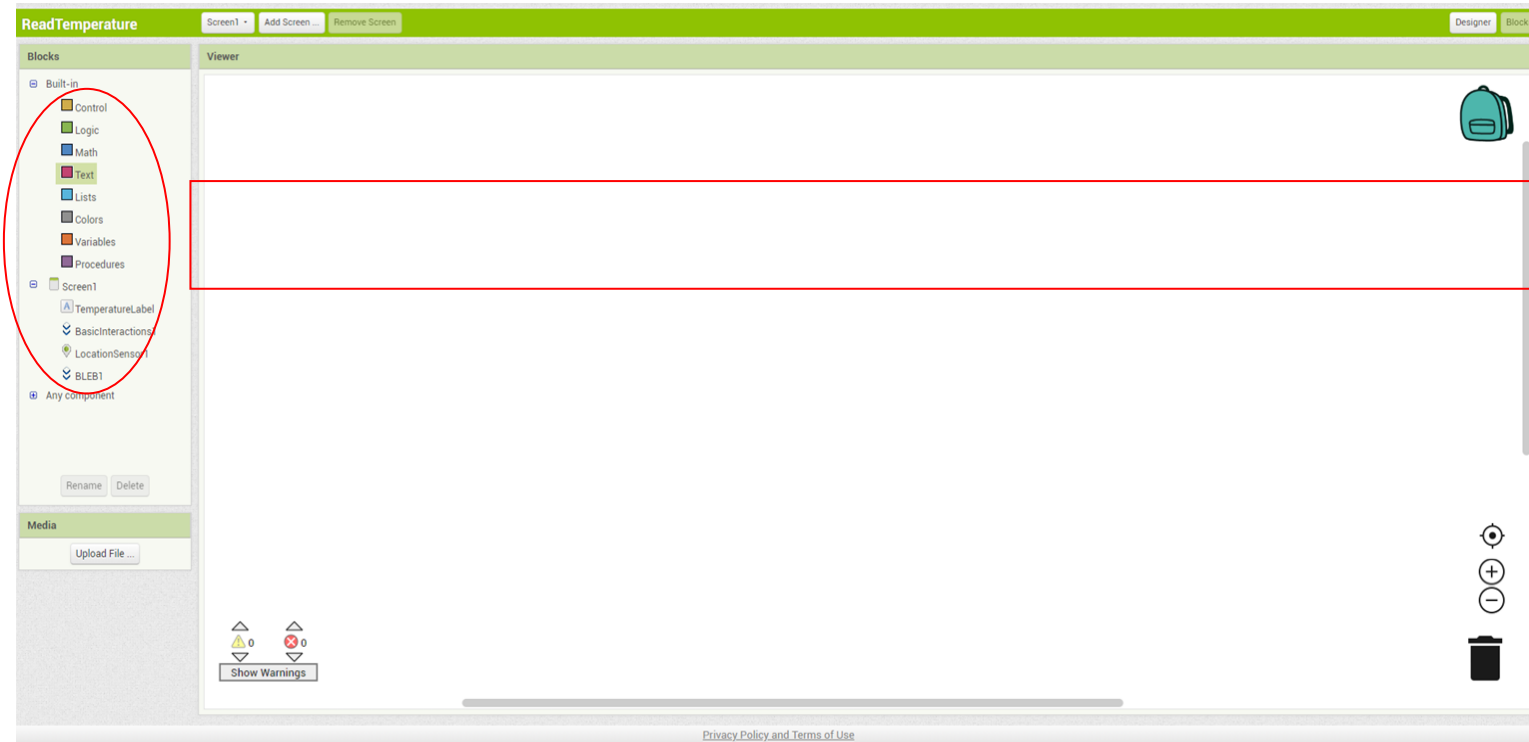 ReadTemperature
Screen1
Add Screen ...
Remove Screen
Designer
Block
Blocks
Viewer
Built-in
Control
Logic
Math
Text
Lists
Colors
Variables
Procedures
Screen1
A TemperatureLabel
BasicInteractions1
LocationSensor1
BLEB1
Any component
Rename
Delete
Media
Upload File ...
0
0
Show Warnings
Privacy Policy and Terms of Use